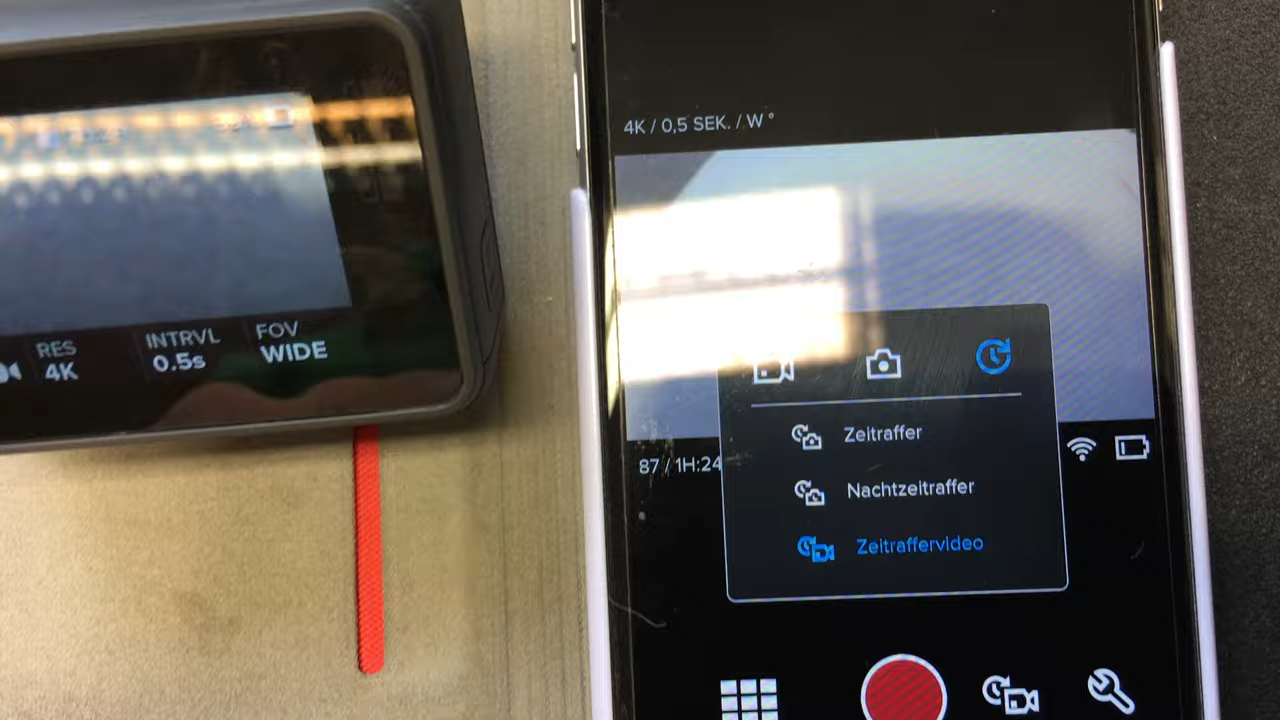 RES
4K
INTRVL
0.5s
FOV
WIDE
4K / 0,5 SEK. / W °
Zeitraffer
87 / 1H:24
Nachtzeitraffer
Zeitraffervideo